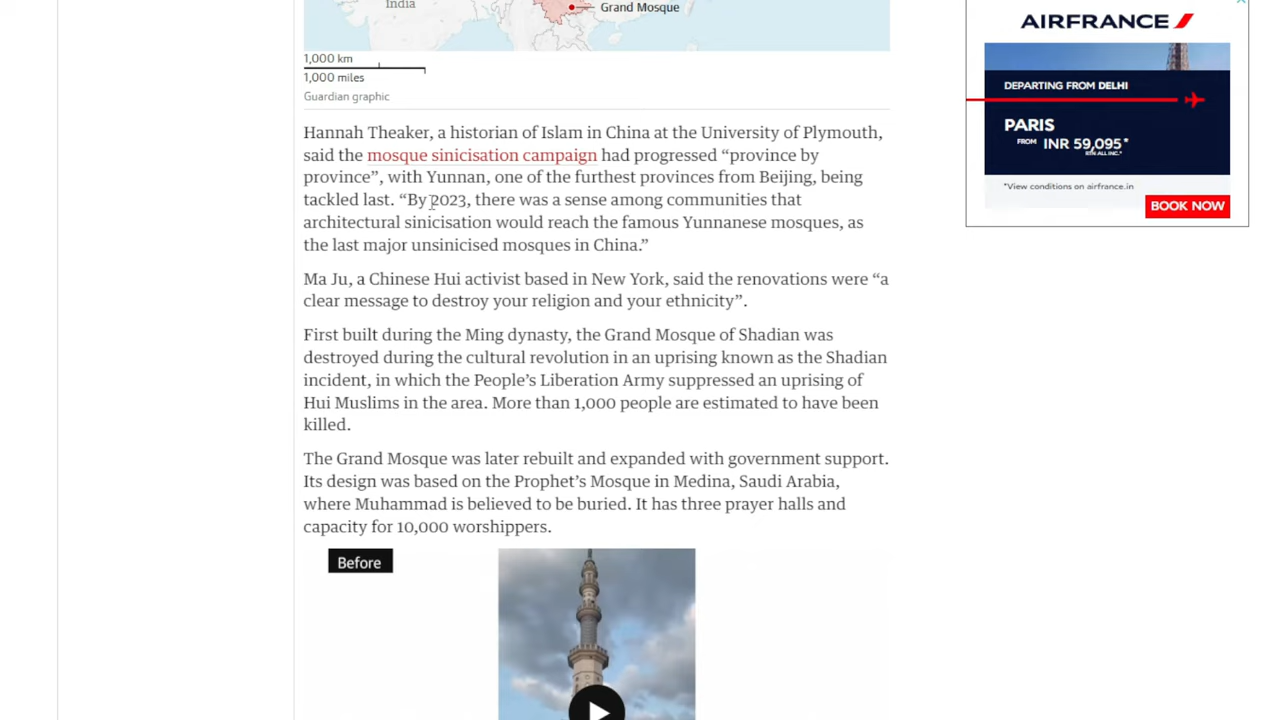 India
Grand Mosque
1,000 km
1,000 miles
Guardian graphic
Hannah Theaker, a historian of Islam in China at the University of Plymouth,
said the mosque sinicisation campaign had progressed “province by
province”, with Yunnan, one of the furthest provinces from Beijing, being
tackled last. “By 2023, there was a sense among communities that
architectural sinicisation would reach the famous Yunnanese mosques, as
the last major unsinicised mosques in China.”
Ma Ju, a Chinese Hui activist based in New York, said the renovations were “a
clear message to destroy your religion and your ethnicity”.
First built during the Ming dynasty, the Grand Mosque of Shadian was
destroyed during the cultural revolution in an uprising known as the Shadian
incident, in which the People’s Liberation Army suppressed an uprising of
Hui Muslims in the area. More than 1,000 people are estimated to have been
killed.
The Grand Mosque was later rebuilt and expanded with government support.
Its design was based on the Prophet’s Mosque in Medina, Saudi Arabia,
where Muhammad is believed to be buried. It has three prayer halls and
capacity for 10,000 worshippers.
Before
AIRFRANCE
DEPARTING FROM DELHI
PARIS
FROM INR 59,095*
RTN ALL INC.*
*View conditions on airfrance.in
BOOK NOW